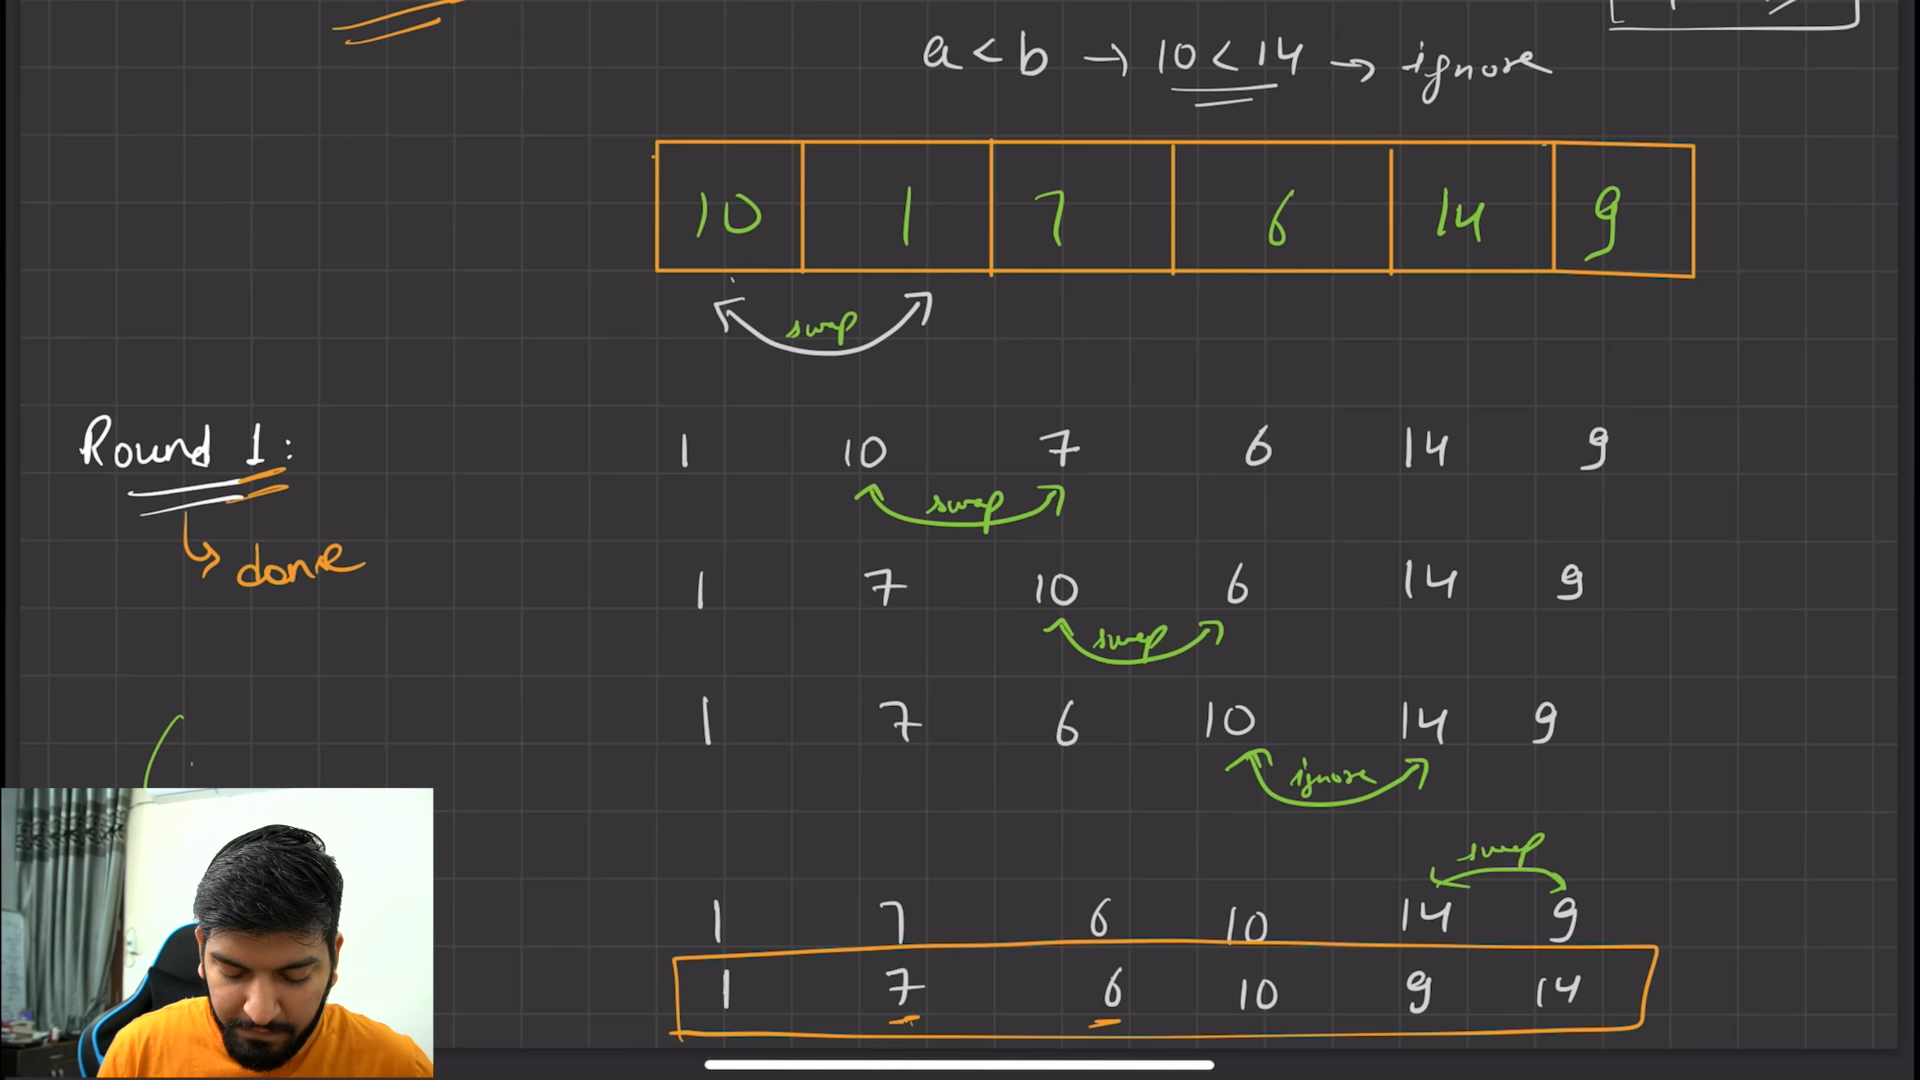 a < b → 10 < 14 → ignore
10 1 7 6 14 9
swap
Round 1:
1 10 7 6 14 9
swap
done
1 7 10 6 14 9
swap
1 7 6 10 14 9
ignore
swap
1 7 6 10 14 9
1 7 6 10 9 14